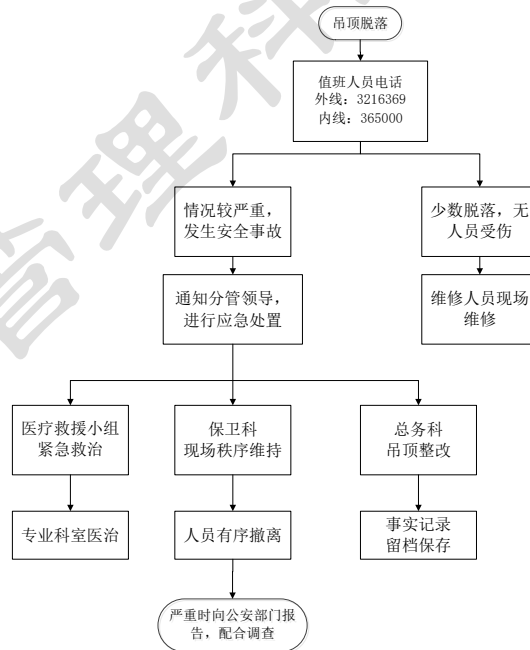 吊顶脱落
值班人员电话
外线：3216369
内线：365000
情况较严重，
发生安全事故
少数脱落，无
人员受伤
通知分管领导，
进行应急处置
维修人员现场
维修
医疗救援小组
紧急救治
保卫科
现场秩序维持
总务科
吊顶整改
专业科室医治
人员有序撤离
事实记录
留档保存
严重时向公安部门报
告，配合调查
管理科